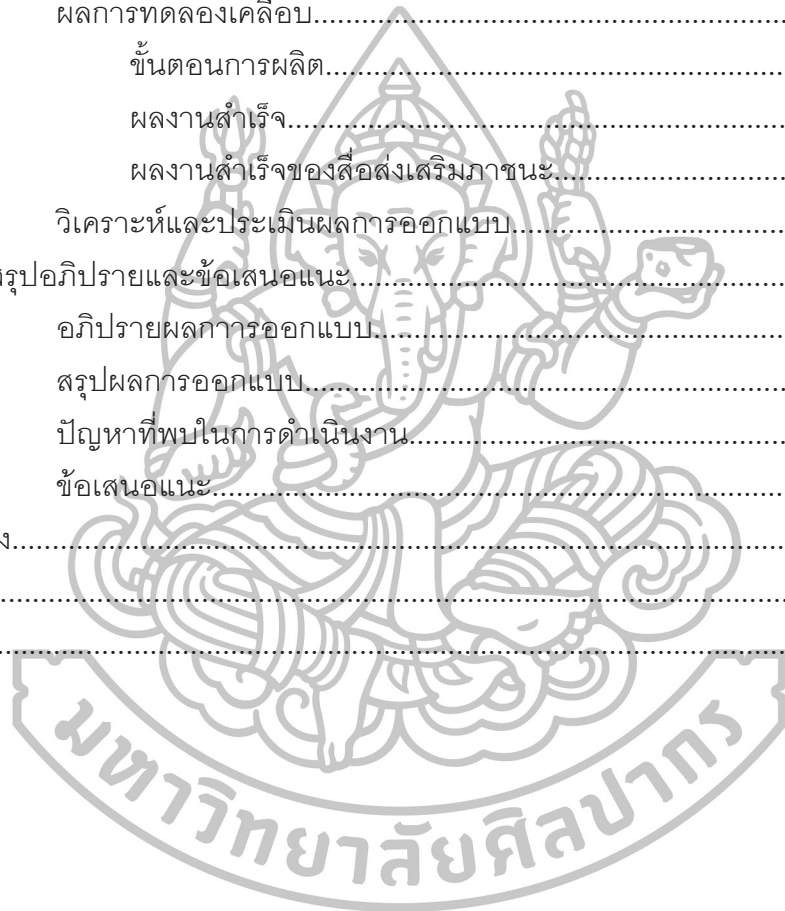 ผลการทดลองเคลือบ................................................................
ขั้นตอนการผลิต................................................................
ผลงานสำเร็จ................................................................
ผลงานสำเร็จของสื่อส่งเสริมภาชนะ................................
วิเคราะห์และประเมินผลการออกแบบ................................
สรุปอภิปรายและข้อเสนอแนะ................................................
อภิปรายผลกาารออกแบบ................................................
สรุปผลการออกแบบ................................................
ปัญหาที่พบในการดำเนินงาน................................................
ข้อเสนอแนะ................................................................
มหาวิทยาลัยศิลปากร